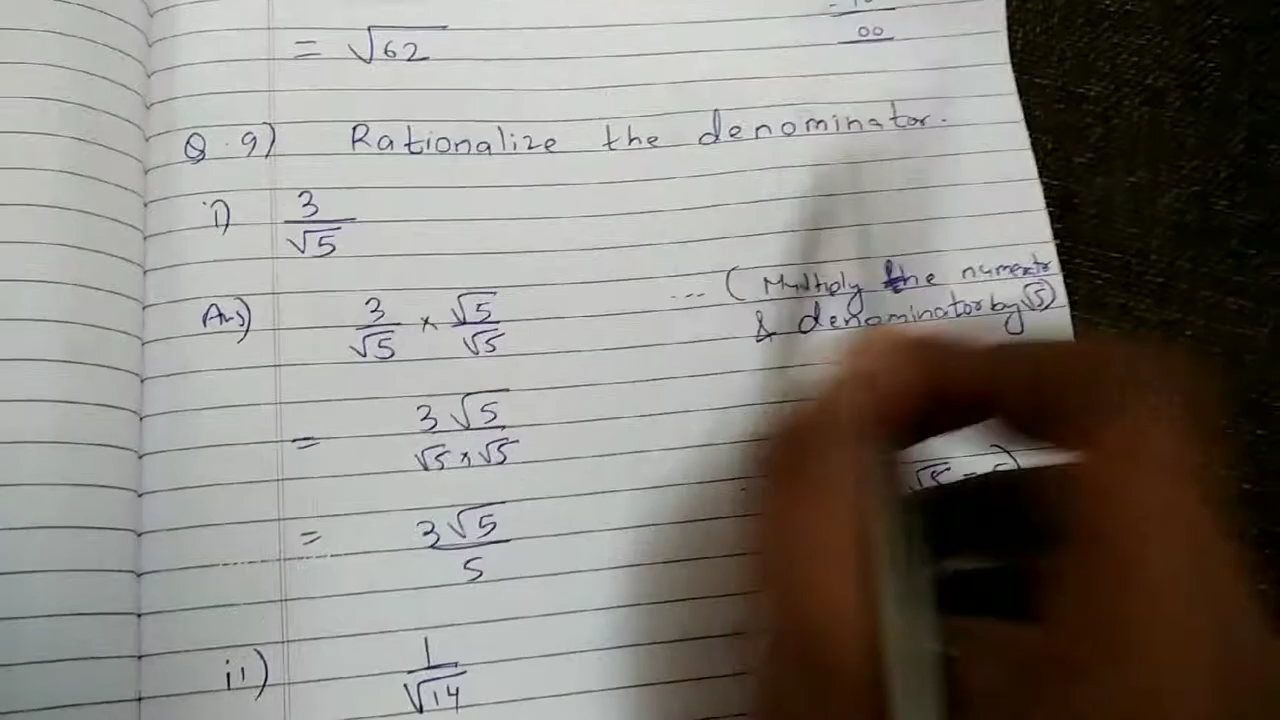 = √62
00
Q.9) Rationalize the denominator.
i) 3/√5
Ans) 3/√5 × √5/√5 ... (Multiply the
& denominator by √5)
= 3√5/√5×√5
= 3√5/5
ii) 1/√14